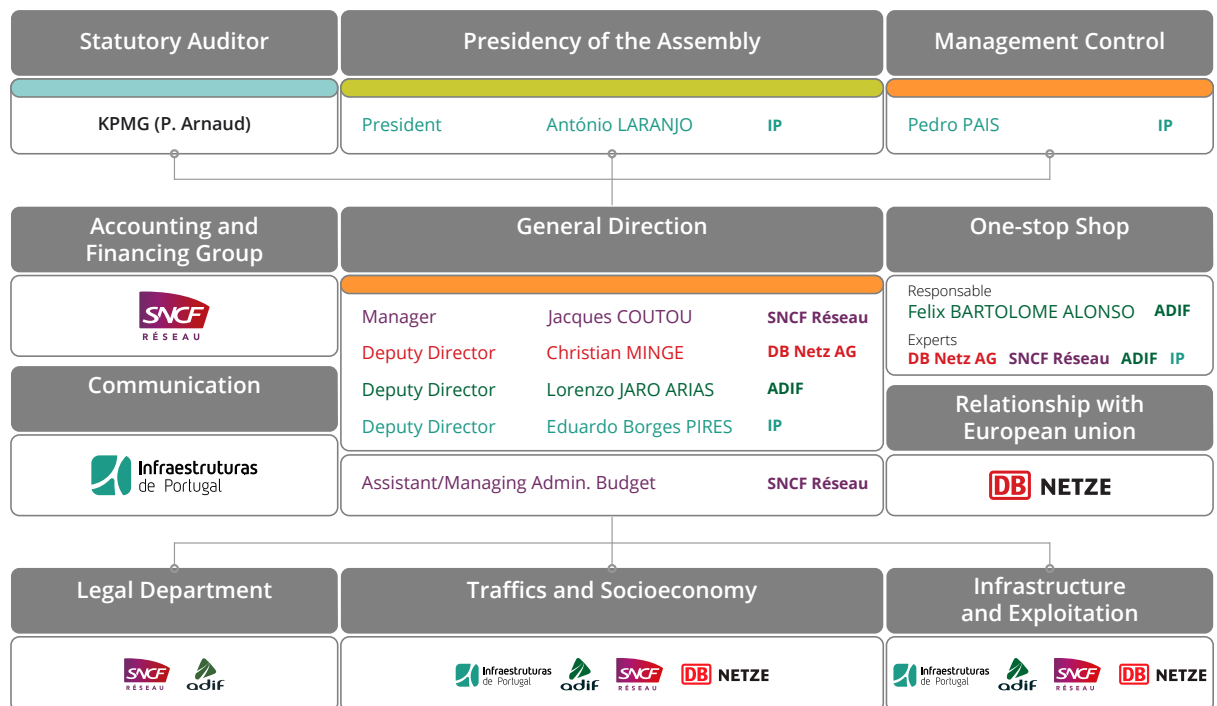 Statutory Auditor
KPMG (P. Arnaud)
Presidency of the Assembly
President António LARANJO IP
Management Control
Pedro PAIS IP
Accounting and
Financing Group
SNCF
RÉSEAU
Communication
Infraestruturas
de Portugal
General Direction
Manager Jacques COUTOU SNCF Réseau
Deputy Director Christian MINGE DB Netz AG
Deputy Director Lorenzo JARO ARIAS ADIF
Deputy Director Eduardo Borges PIRES IP
Assistant/Managing Admin. Budget SNCF Réseau
One-stop Shop
Responsable
Felix BARTOLOME ALONSO ADIF
Experts
DB Netz AG SNCF Réseau ADIF IP
Relationship with
European union
DB NETZE
Legal Department
SNCF
RÉSEAU
adif
Traffics and Socioeconomy
Infraestruturas
de Portugal
adif
SNCF
RÉSEAU
DB NETZE
Infrastructure
and Exploitation
Infraestruturas
de Portugal
adif
SNCF
RÉSEAU
DB NETZE